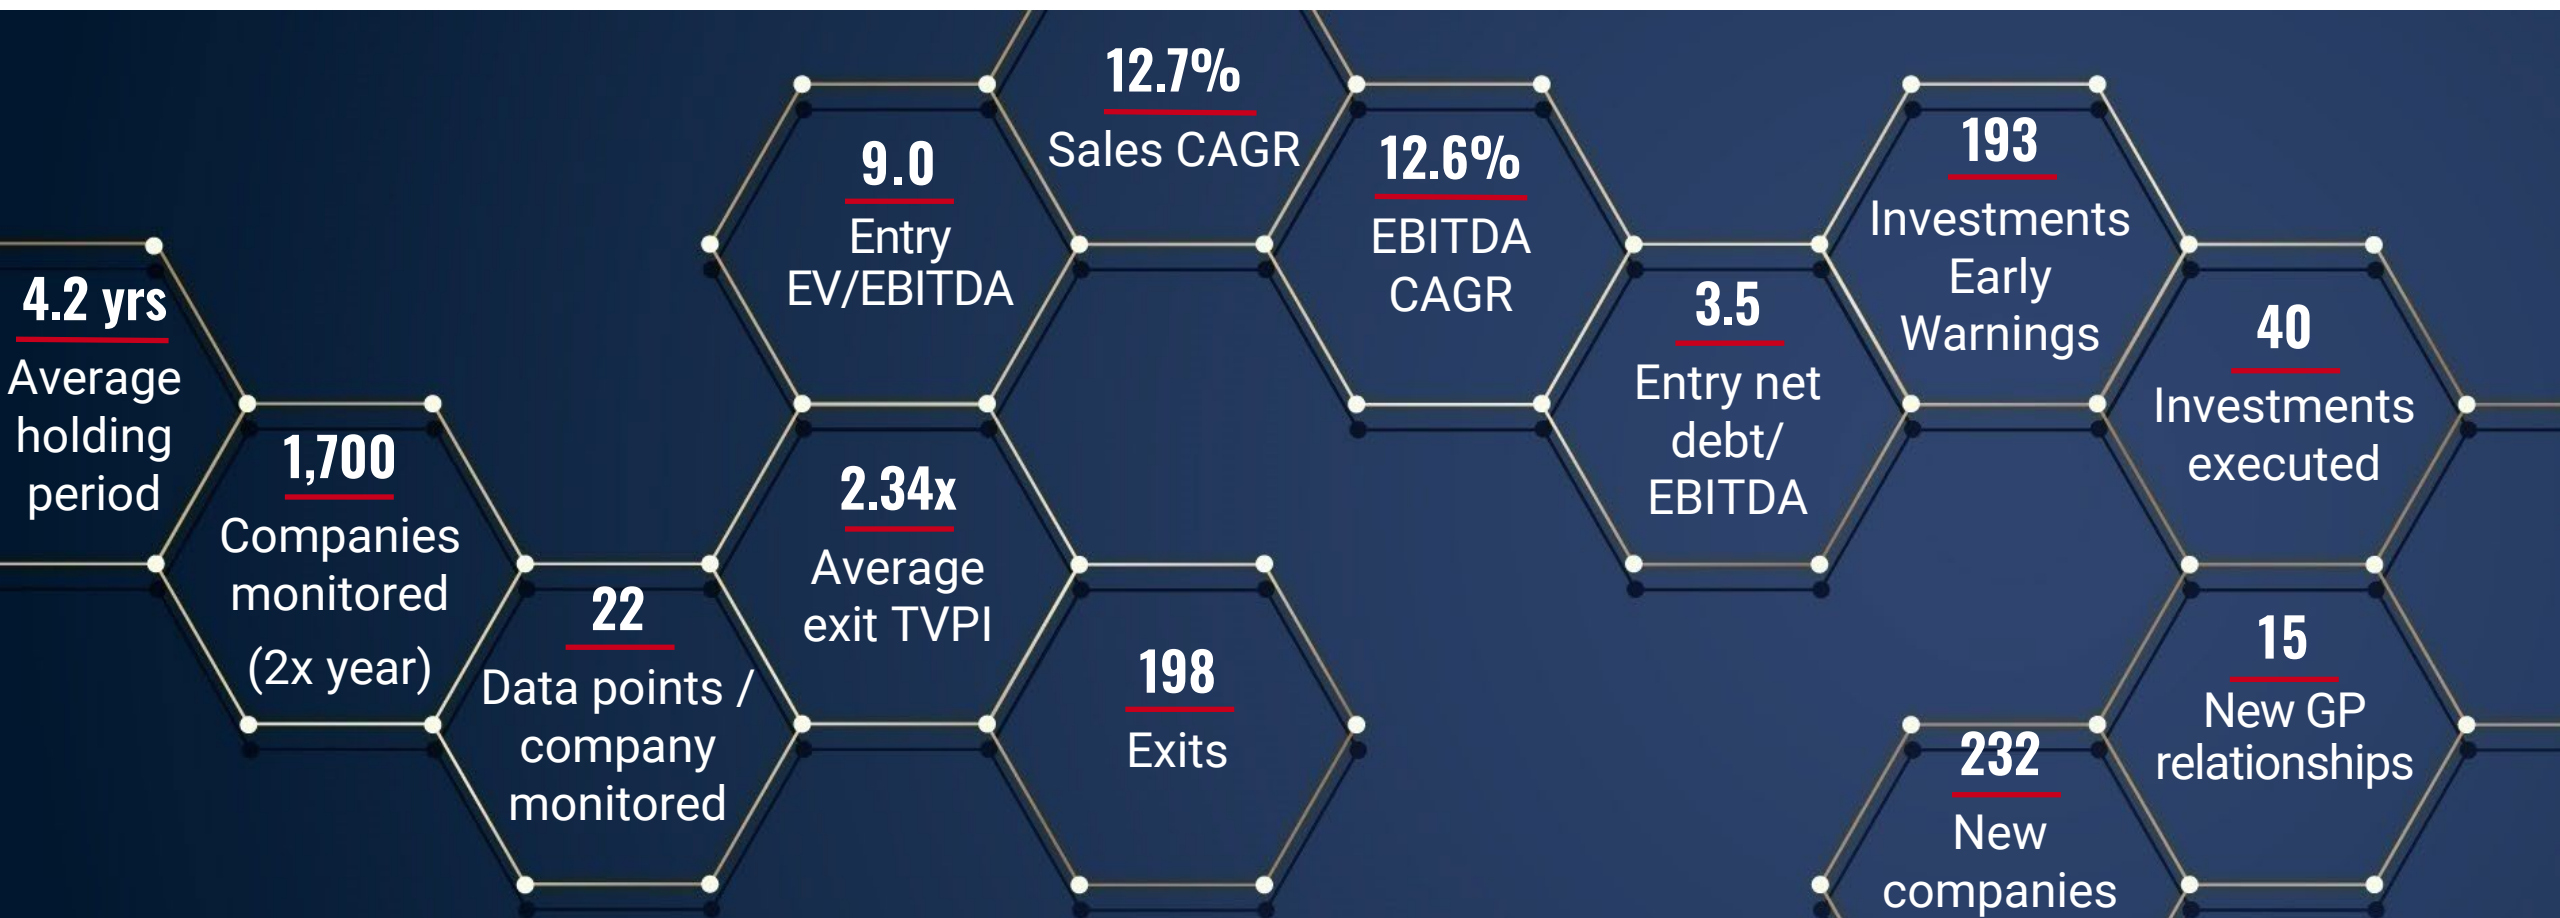 4.2 yrs
Average
holding
period
1,700
Companies
monitored
(2x year)
22
Data points /
company
monitored
9.0
Entry
EV/EBITDA
2.34x
Average
exit TVPI
12.7%
Sales CAGR
198
Exits
12.6%
EBITDA
CAGR
3.5
Entry net
debt/
EBITDA
193
Investments
Early
Warnings
40
Investments
executed
15
New GP
relationships
232
New
companies